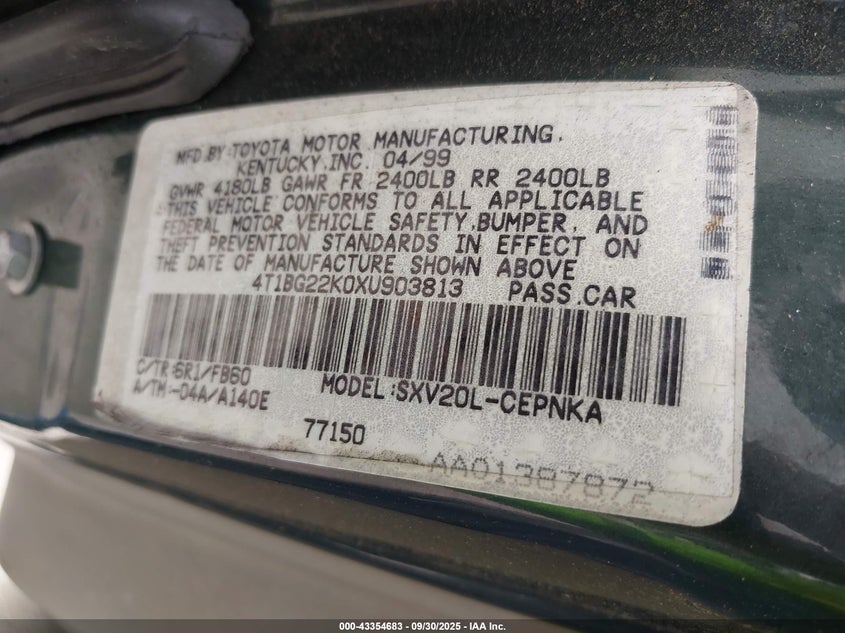 MFD.BY:TOYOTA MOTOR MANUFACTURING.
KENTUCKY,INC. 04/99
GVWR 4180LB GAWR FR 2400LB RR 2400LB
THIS VEHICLE CONFORMS TO ALL APPLICABLE
FEDERAL MOTOR VEHICLE SAFETY,BUMPER, AND
THEFT PREVENTION STANDARDS IN EFFECT ON
THE DATE OF MANUFACTURE SHOWN ABOVE
4T1BG22K0XU903813 PASS.CAR
C/TR:6R1/FB60
A/TM:-04A/A140E
MODEL:SXV20L-CEPNKA
77150
AA01387872
000-43354683 - 09/30/2025 - IAA Inc.